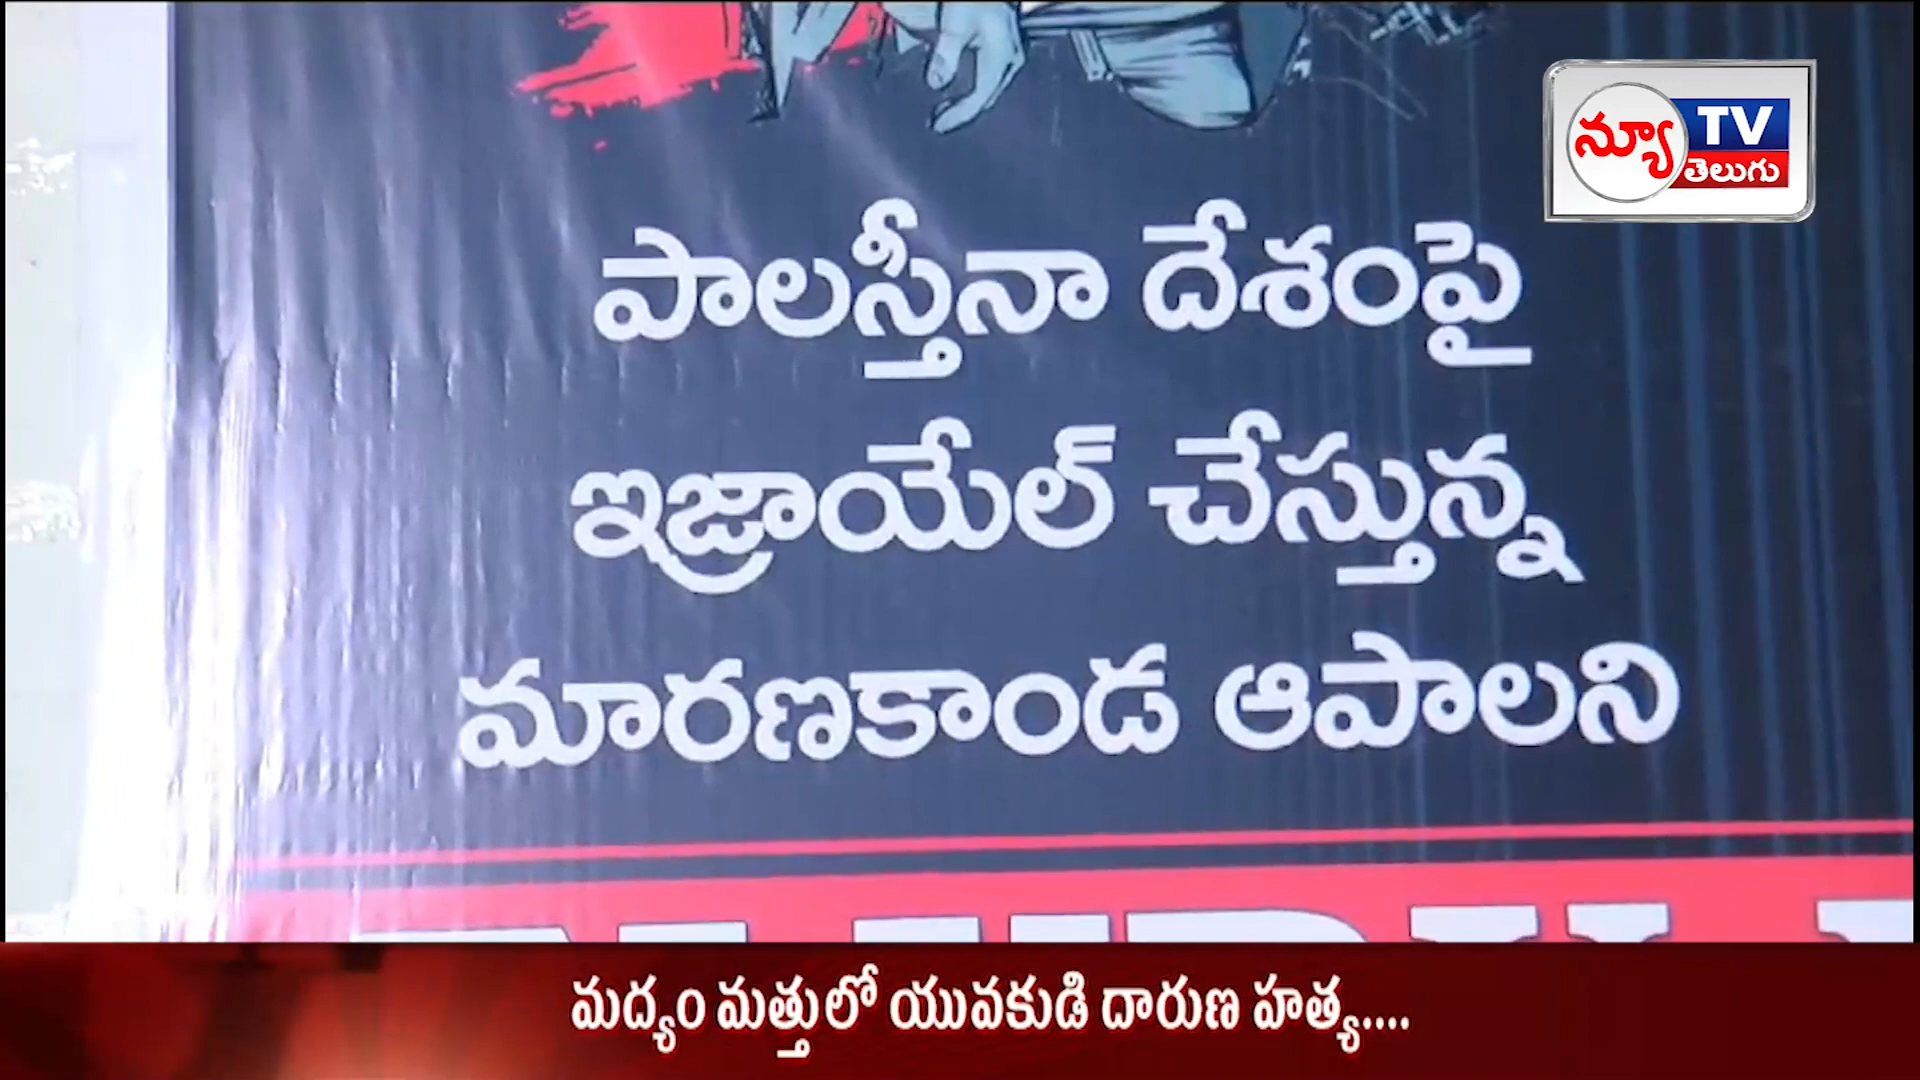 న్యూ TV
తెలుగు
పాలస్తీనా దేశంపై
ఇజ్రాయేల్ చేస్తున్న
మారణకాండ ఆపాలని
మద్యం మత్తులో యువకుడి దారుణ హత్య....